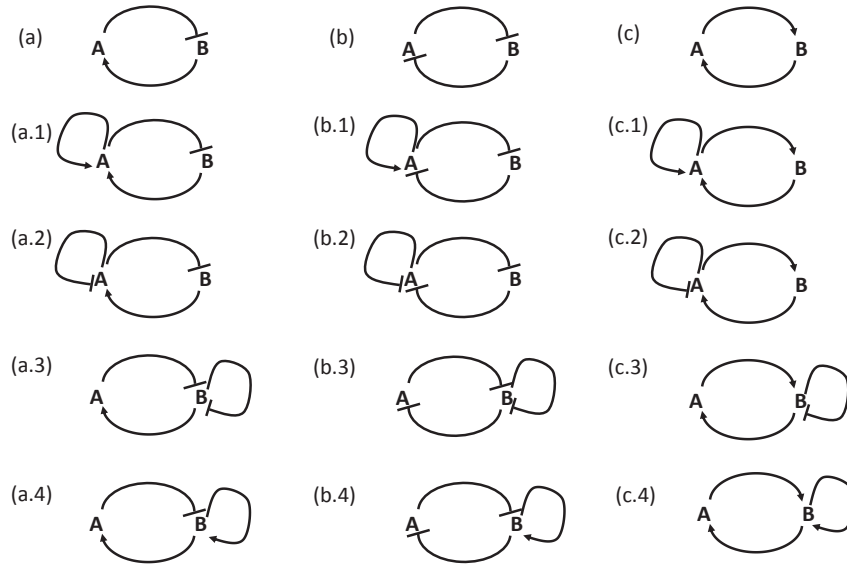 (a) A B (b) A B (c) A B
(a.1) A B (b.1) A B (c.1) A B
(a.2) A B (b.2) A B (c.2) A B
(a.3) A B (b.3) A B (c.3) A B
(a.4) A B (b.4) A B (c.4) A B